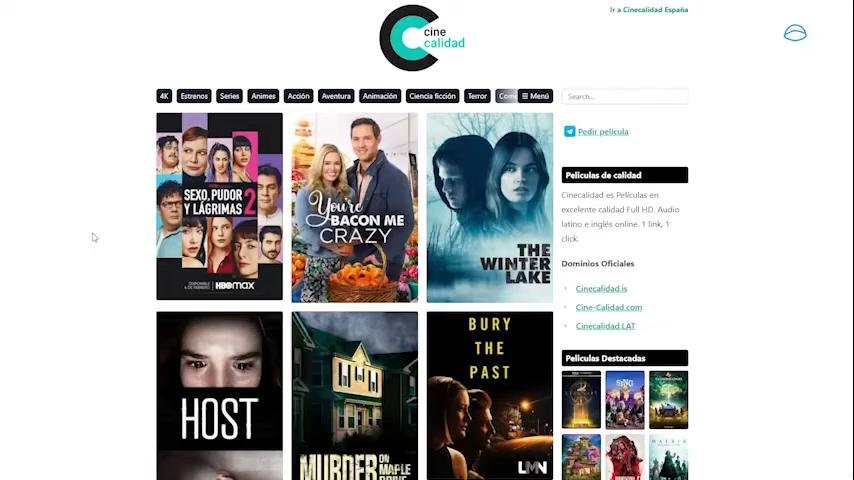 Ir a Cinecalidad España
cine
calidad
4K
Estrenos
Series
Animes
Acción
Aventura
Animación
Ciencia ficción
Terror
Come
☰ Menú
Search...
Pedir película
SEXO, PUDOR
Y LÁGRIMAS 2
HBOmax
You're
BACON ME
CRAZY
THE
WINTER
LAKE
Películas de calidad
Cinecalidad es Películas en
excelente calidad Full HD. Audio
latino e inglés online. 1 link, 1
click.
Dominios Oficiales
Cinecalidad.is
Cine-Calidad.com
Cinecalidad.LAT
HOST
MURDER
ON
MAPLE
BURY
THE
PAST
LMN
Películas Destacadas
SING